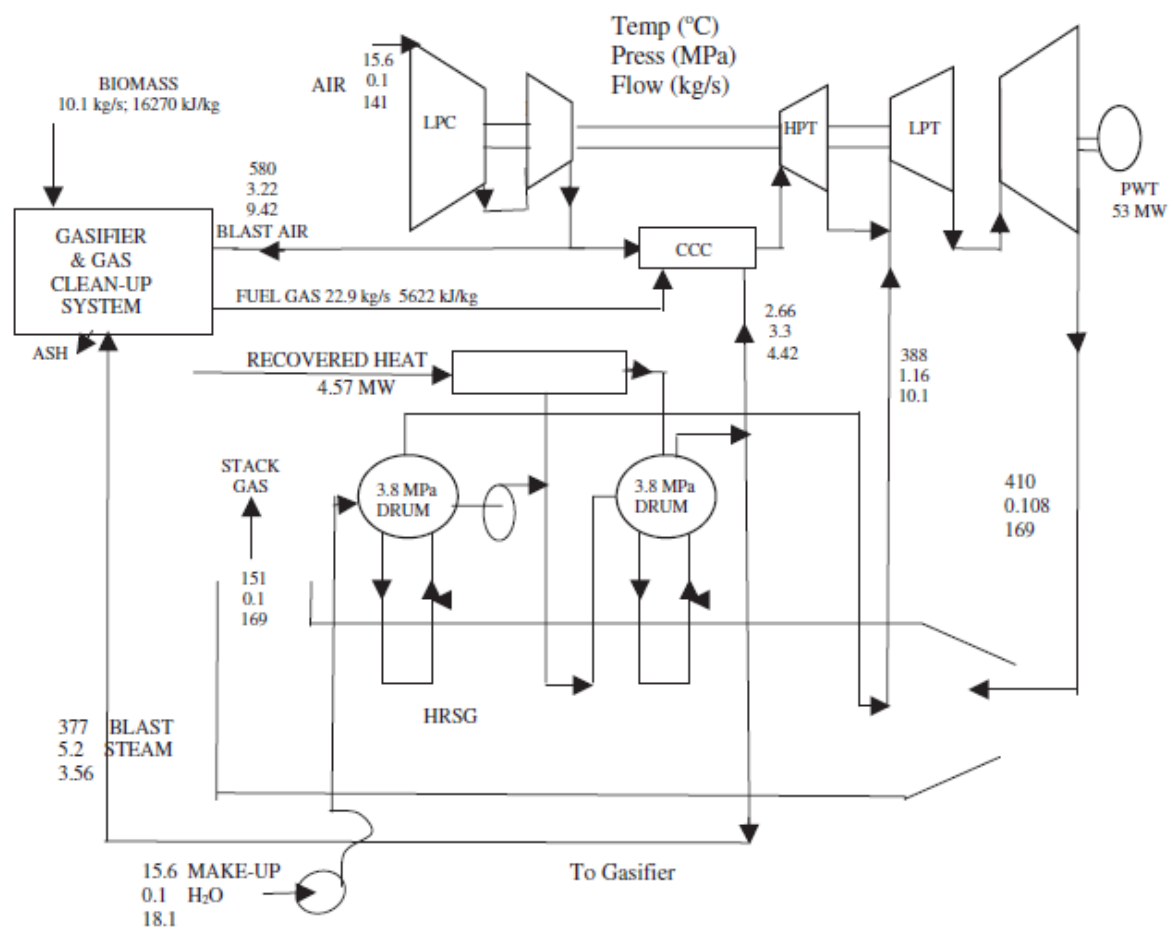 Temp (°C)
Press (MPa)
Flow (kg/s)
BIOMASS
10.1 kg/s; 16270 kJ/kg
AIR
15.6
0.1
141
LPC
HPT
LPT
PWT
53 MW
580
3.22
9.42
BLAST AIR
GASIFIER
& GAS
CLEAN-UP
SYSTEM
CCC
FUEL GAS 22.9 kg/s 5622 kJ/kg
ASH
2.66
3.3
4.42
RECOVERED HEAT
4.57 MW
388
1.16
10.1
STACK
GAS
3.8 MPa
DRUM
3.8 MPa
DRUM
410
0.108
169
151
0.1
169
HRSG
377 BLAST
5.2 STEAM
3.56
15.6 MAKE-UP
0.1 H₂O
18.1
To Gasifier